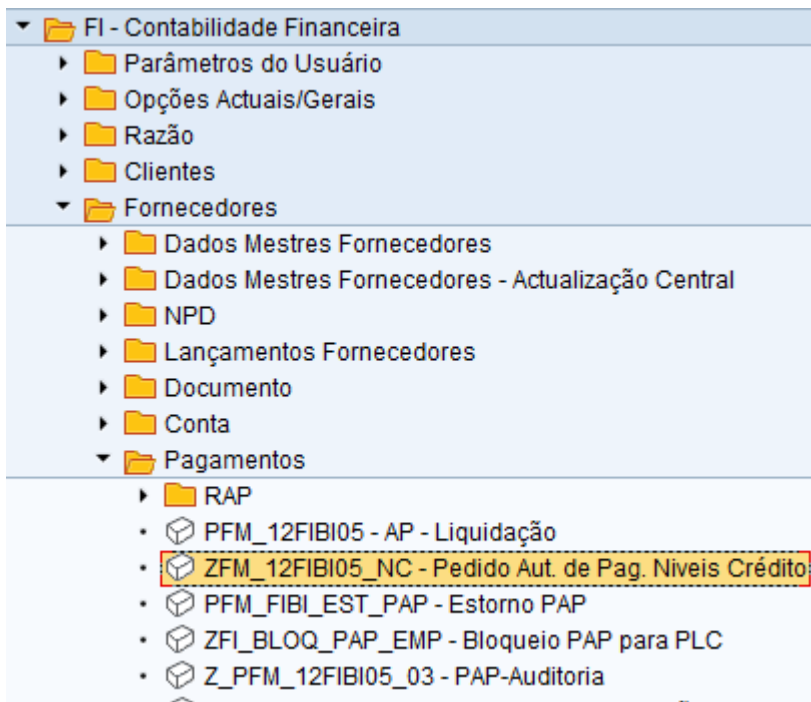 FI - Contabilidade Financeira
Parâmetros do Usuário
Opções Actuais/Gerais
Razão
Clientes
Fornecedores
Dados Mestres Fornecedores
Dados Mestres Fornecedores - Actualização Central
NPD
Lançamentos Fornecedores
Documento
Conta
Pagamentos
RAP
PFM_12FIBI05 - AP - Liquidação
ZFM_12FIBI05_NC - Pedido Aut. de Pag. Niveis Crédito
PFM_FIBI_EST_PAP - Estorno PAP
ZFI_BLOQ_PAP_EMP - Bloqueio PAP para PLC
Z_PFM_12FIBI05_03 - PAP-Auditoria